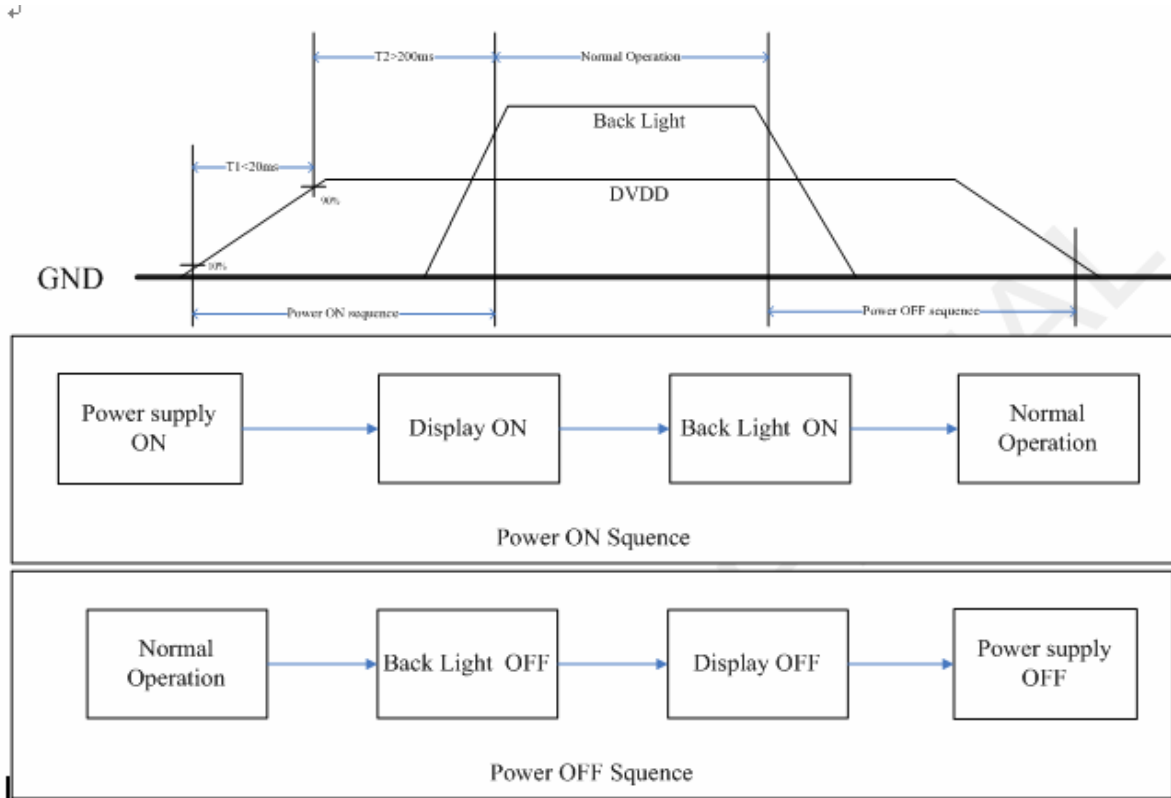 T2>200ms
Normal Operation
Back Light
T1<20ms
DVDD
90%
10%
GND
Power ON sequence
Power OFF sequence
Power supply
ON
Display ON
Back Light ON
Normal
Operation
Power ON Squence
Normal
Operation
Back Light OFF
Display OFF
Power supply
OFF
Power OFF Squence